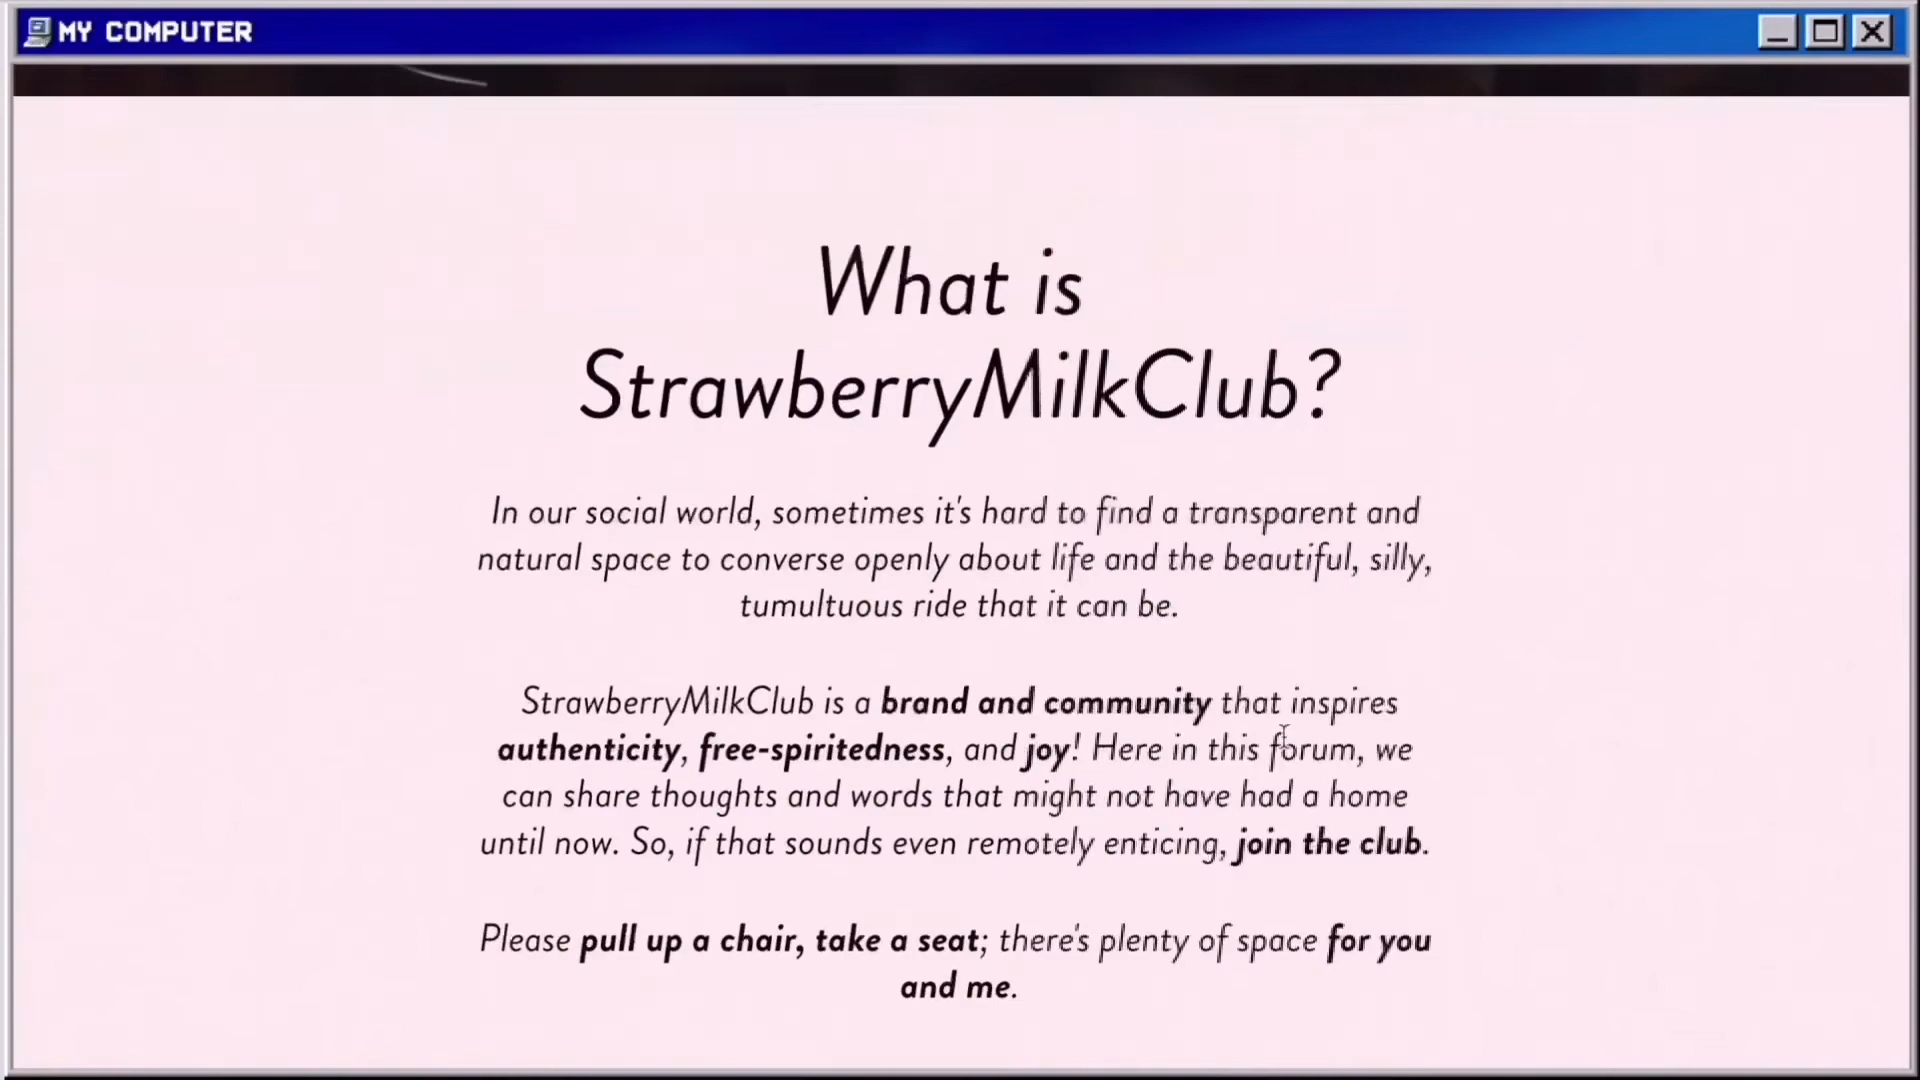 MY COMPUTER
What is
StrawberryMilkClub?
In our social world, sometimes it's hard to find a transparent and
natural space to converse openly about life and the beautiful, silly,
tumultuous ride that it can be.
StrawberryMilkClub is a brand and community that inspires
authenticity, free-spiritedness, and joy! Here in this forum, we
can share thoughts and words that might not have had a home
until now. So, if that sounds even remotely enticing, join the club.
Please pull up a chair, take a seat; there's plenty of space for you
and me.